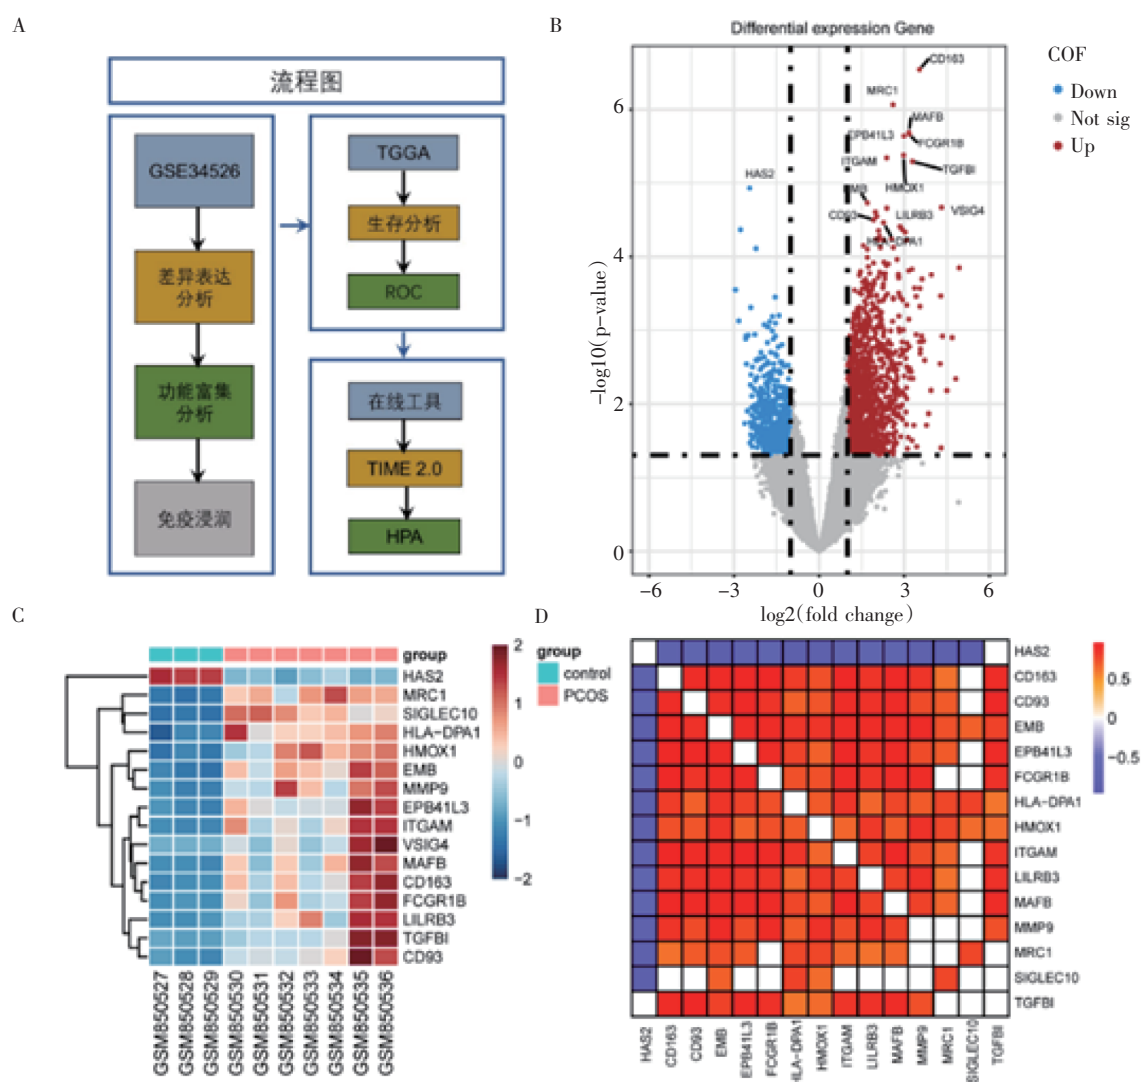 A
流程图
GSE34526
差异表达
分析
功能富集
分析
免疫浸润
TGGA
生存分析
ROC
在线工具
TIME 2.0
HPA
B
Differential expression Gene
CD163
MRC1
MAFB
EPB41L3
FCGR1B
ITGAM
TGFBI
HAS2
HMOX1
EMB
CD93
LILRB3
VSIG4
HLA-DPA1
6
4
2
0
-log10(p-value)
−6
−3
0
3
6
log2(fold change)
COF
Down
Not sig
Up
C
group
HAS2
MRC1
SIGLEC10
HLA-DPA1
HMOX1
EMB
MMP9
EPB41L3
ITGAM
VSIG4
MAFB
CD163
FCGR1B
LILRB3
TGFBI
CD93
GSM850527
GSM850528
GSM850529
GSM850530
GSM850531
GSM850532
GSM850533
GSM850534
GSM850535
GSM850536
2
1
0
−1
−2
group
control
PCOS
D
HAS2
CD163
CD93
EMB
EPB41L3
FCGR1B
HLA-DPA1
HMOX1
ITGAM
LILRB3
MAFB
MMP9
MRC1
SIGLEC10
TGFBI
HAS2
CD163
CD93
EMB
EPB41L3
FCGR1B
HLA-DPA1
HMOX1
ITGAM
LILRB3
MAFB
MMP9
MRC1
SIGLEC10
TGFBI
0.5
0
−0.5